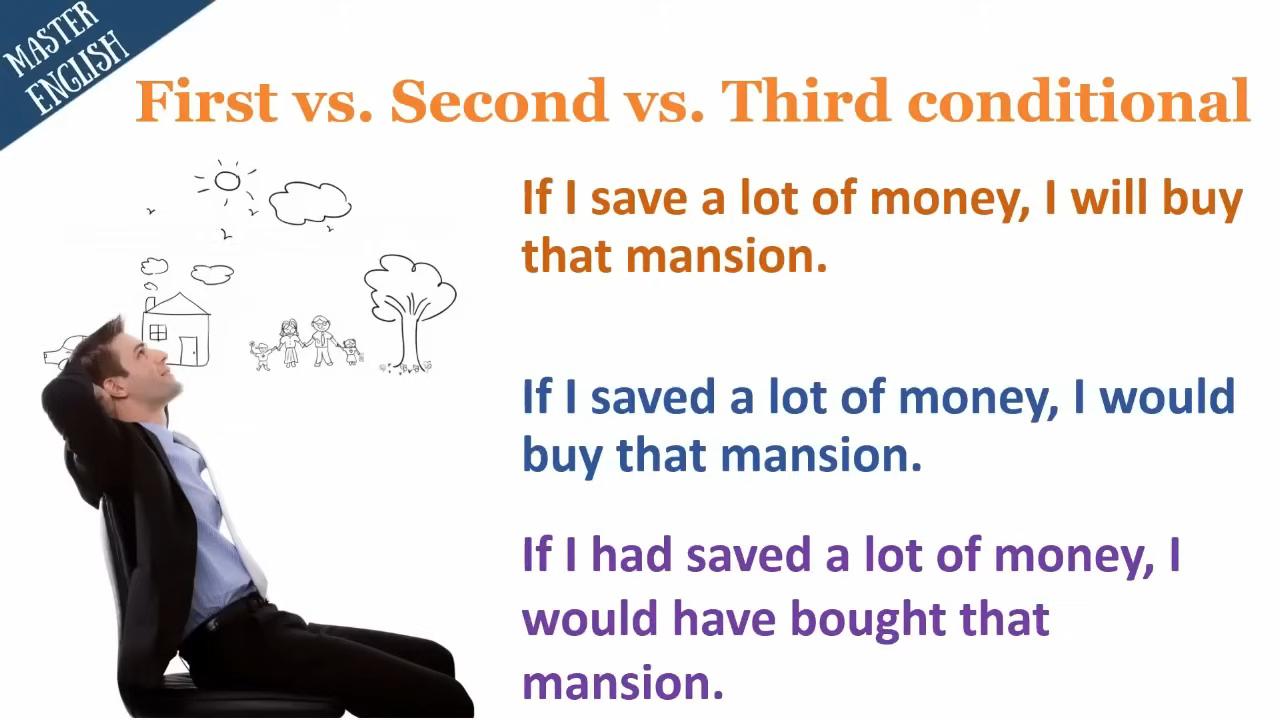 MASTER
ENGLISH
First vs. Second vs. Third conditional
If I save a lot of money, I will buy
that mansion.
If I saved a lot of money, I would
buy that mansion.
If I had saved a lot of money, I
would have bought that
mansion.